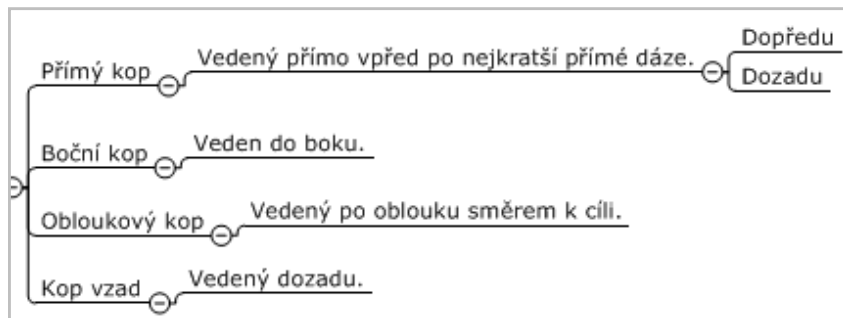 Přímý kop
Vedený přímo vpřed po nejkratší přímé dáze.
Dopředu
Dozadu
Boční kop
Veden do boku.
Obloukový kop
Vedený po oblouku směrem k cíli.
Kop vzad
Vedený dozadu.